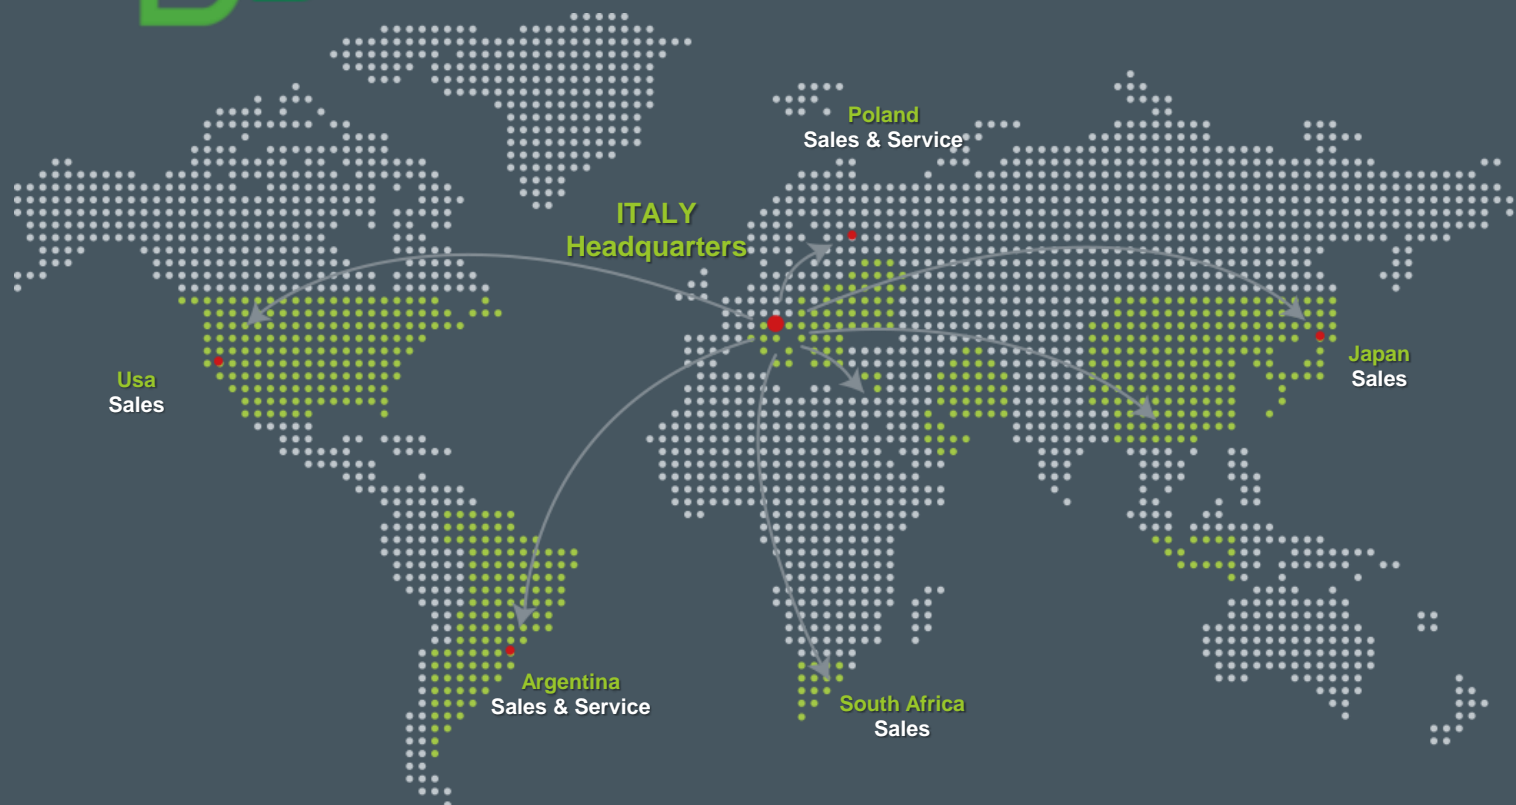 Poland
Sales & Service
ITALY
Headquarters
Usa
Sales
Japan
Sales
Argentina
Sales & Service
South Africa
Sales